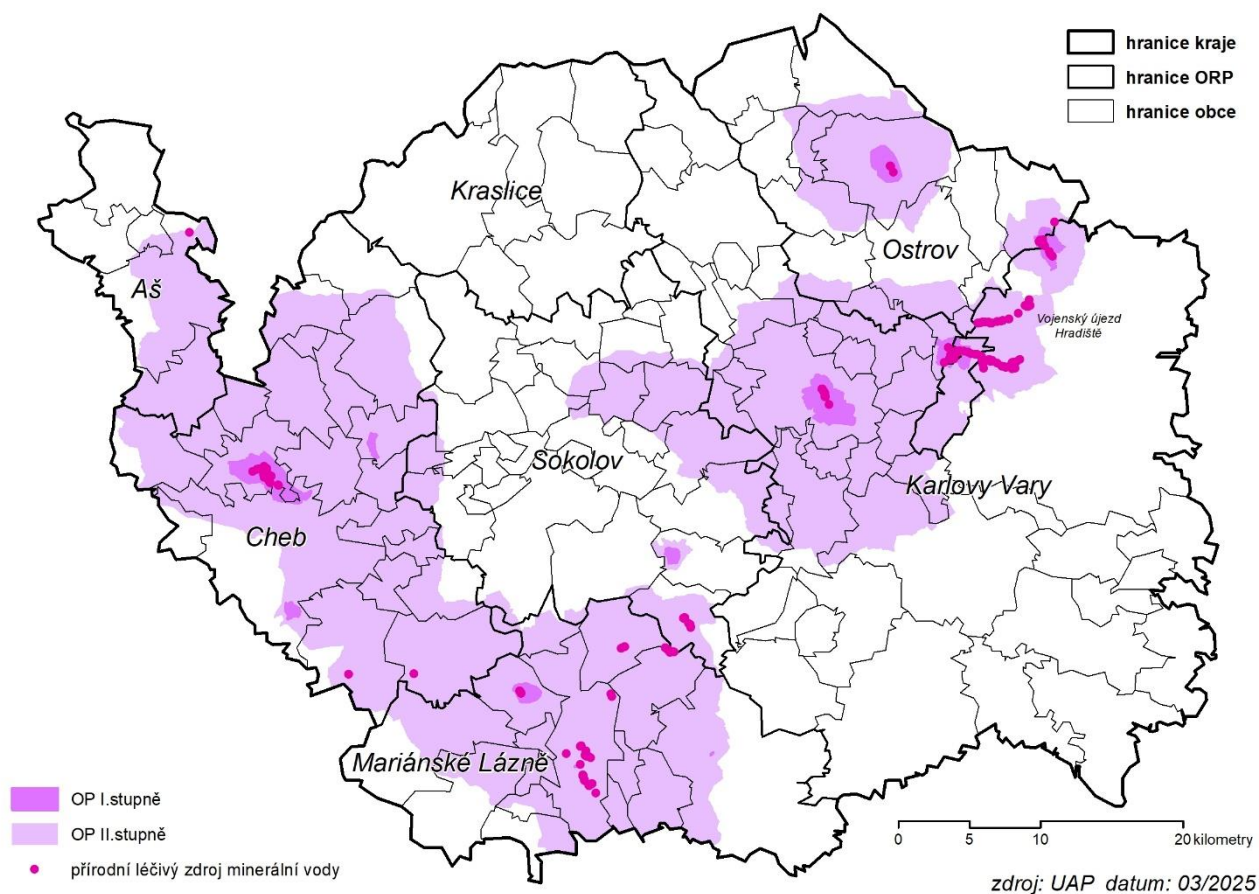 hranice kraje
hranice ORP
hranice obce
Kraslice
Ostrov
Aš
Vojenský újezd
Hradiště
Sokolov
Karlovy Vary
Cheb
Mariánské Lázně
OP I.stupně
OP II.stupně
přírodní léčivý zdroj minerální vody
0 5 10 20 kilometry
zdroj: UAP datum: 03/2025